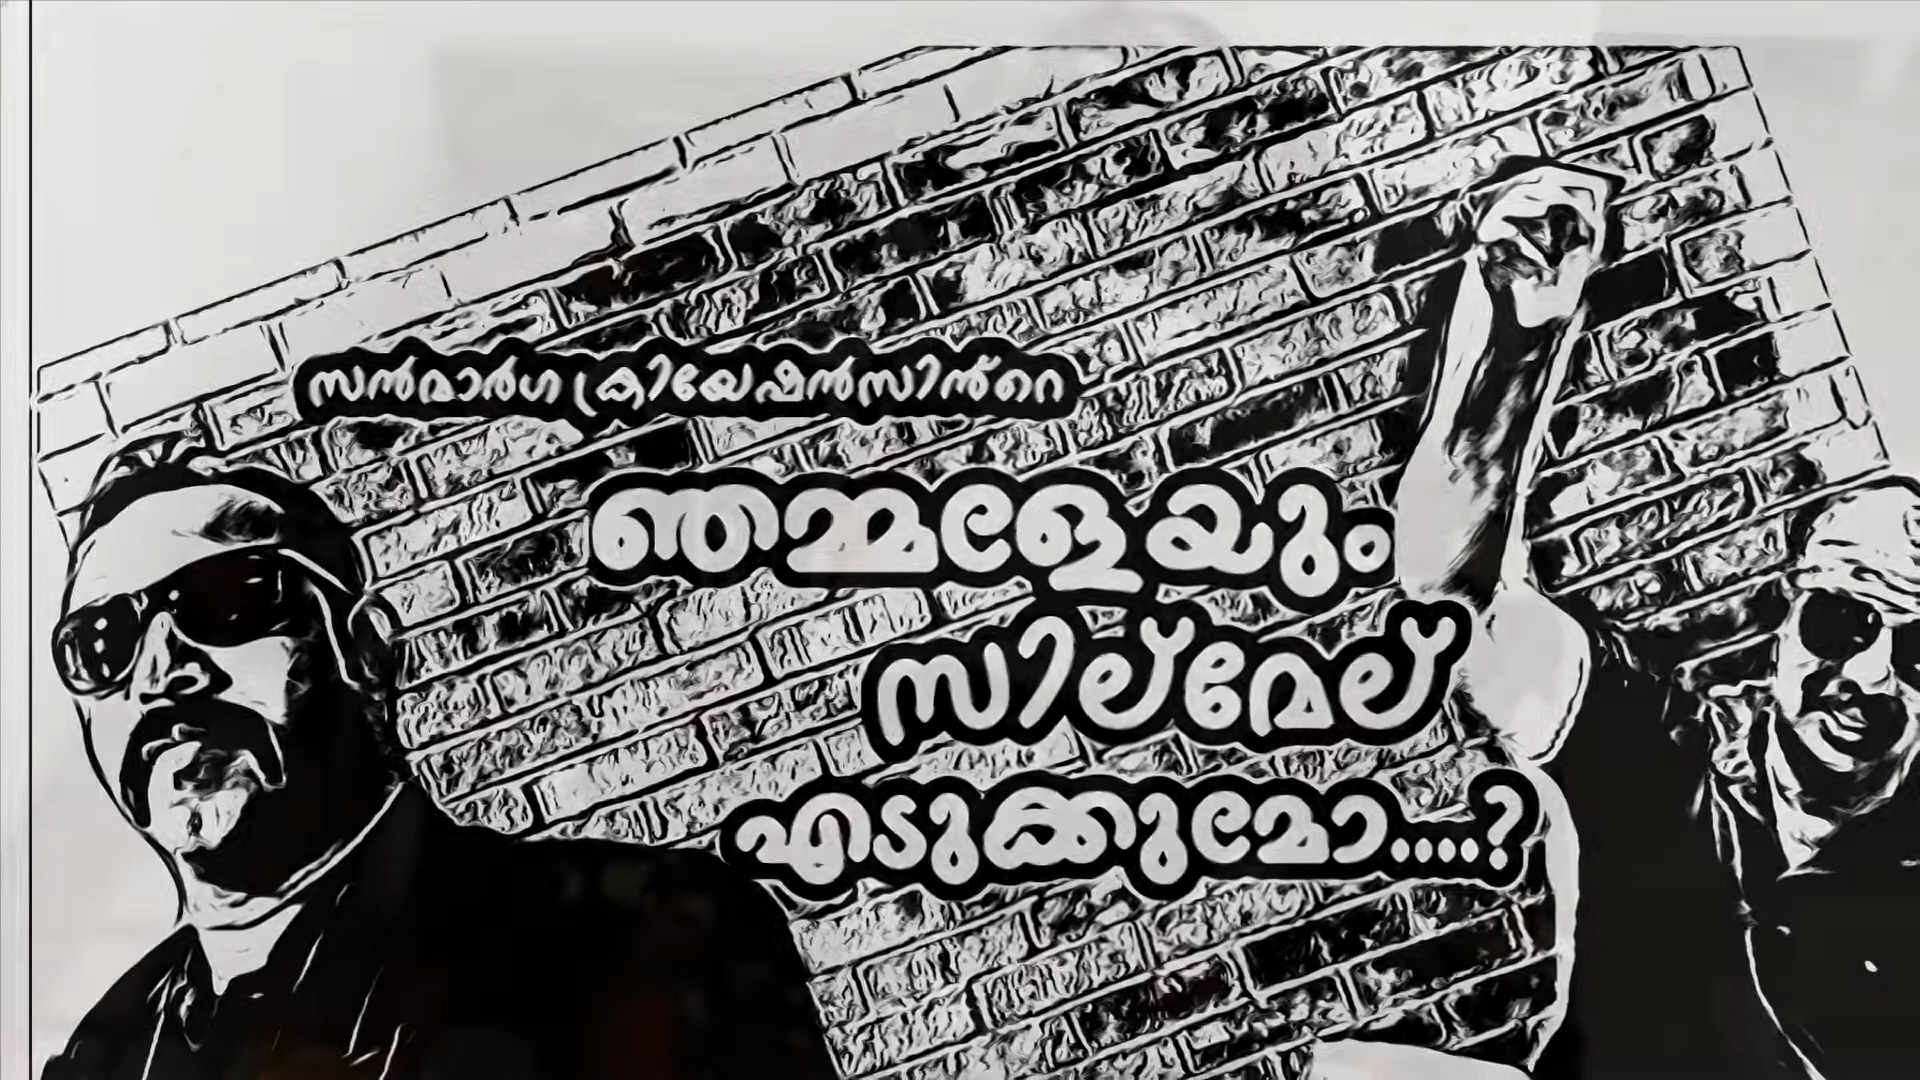 സൻമാർഗ ക്രിയേഷൻസിൻ്റെ
ഞമ്മളേയും
സില്മേല്
എടുക്കുമോ....?